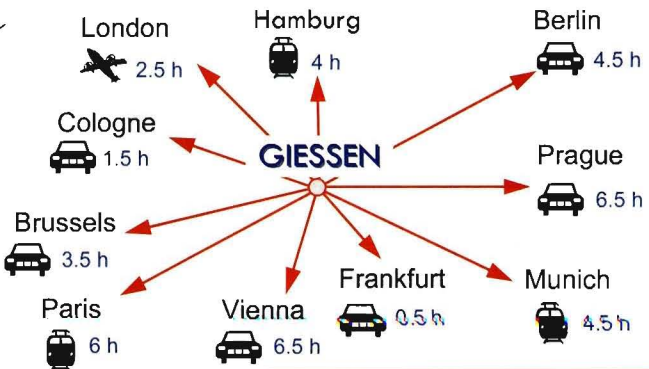 London
2.5 h
Hamburg
4 h
Berlin
4.5 h
Cologne
1.5 h
GIESSEN
Prague
6.5 h
Brussels
3.5 h
Paris
6 h
Vienna
6.5 h
Frankfurt
0.5 h
Munich
4.5 h